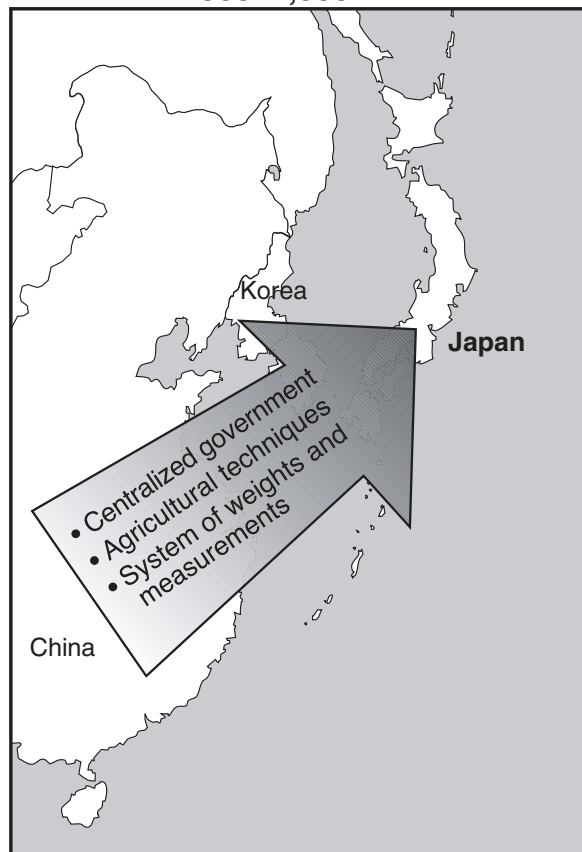 Korea
Japan
• Centralized government
• Agricultural techniques
• System of weights and
measurements
China